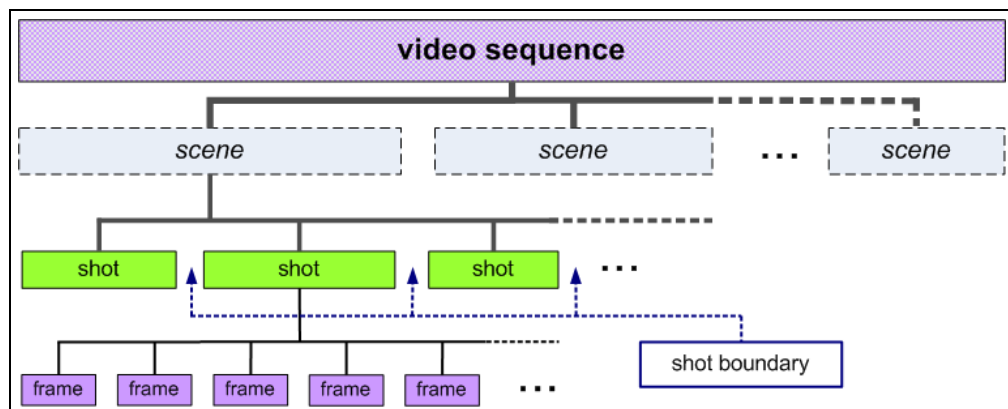 video sequence
scene scene ... scene
shot shot shot ...
shot boundary
frame frame frame frame frame ...